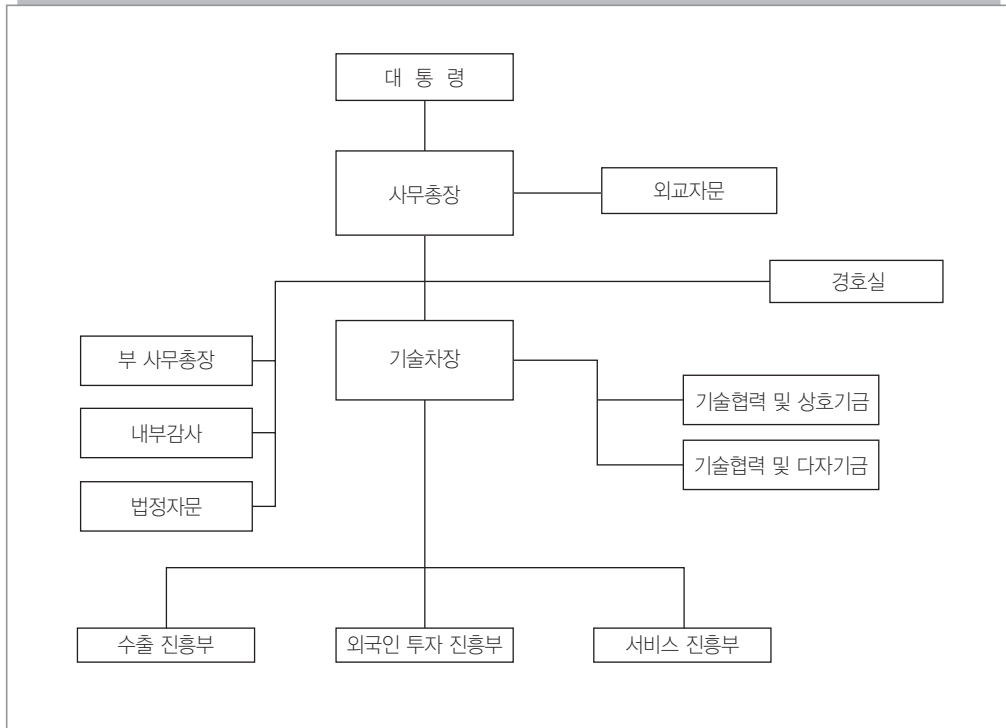 대 통 령
사무총장
외교자문
경호실
부 사무총장
기술차장
내부감사
기술협력 및 상호기금
기술협력 및 다자기금
법정자문
수출 진흥부
외국인 투자 진흥부
서비스 진흥부